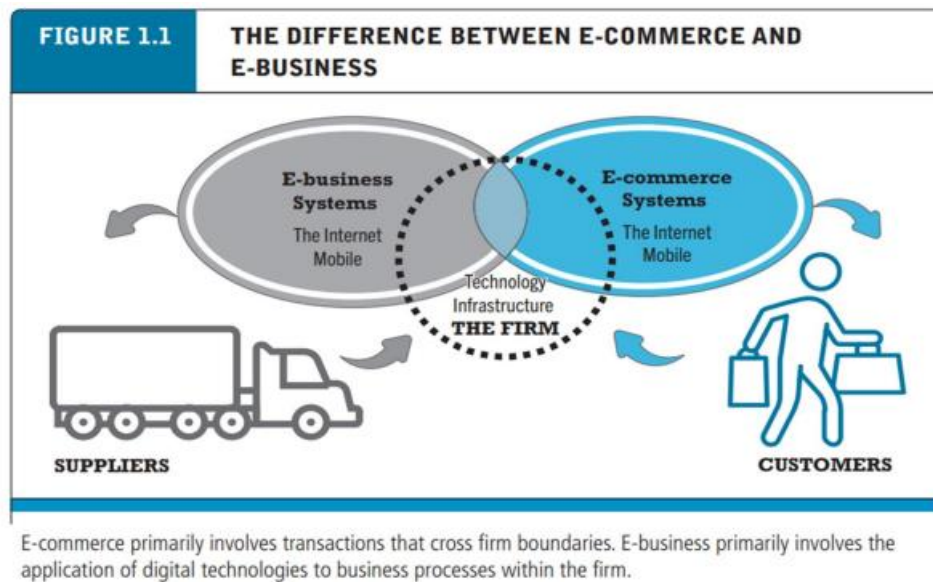 FIGURE 1.1
THE DIFFERENCE BETWEEN E-COMMERCE AND
E-BUSINESS
E-business
Systems
The Internet
Mobile
E-commerce
Systems
The Internet
Mobile
Technology
Infrastructure
THE FIRM
SUPPLIERS
CUSTOMERS
E-commerce primarily involves transactions that cross firm boundaries. E-business primarily involves the
application of digital technologies to business processes within the firm.